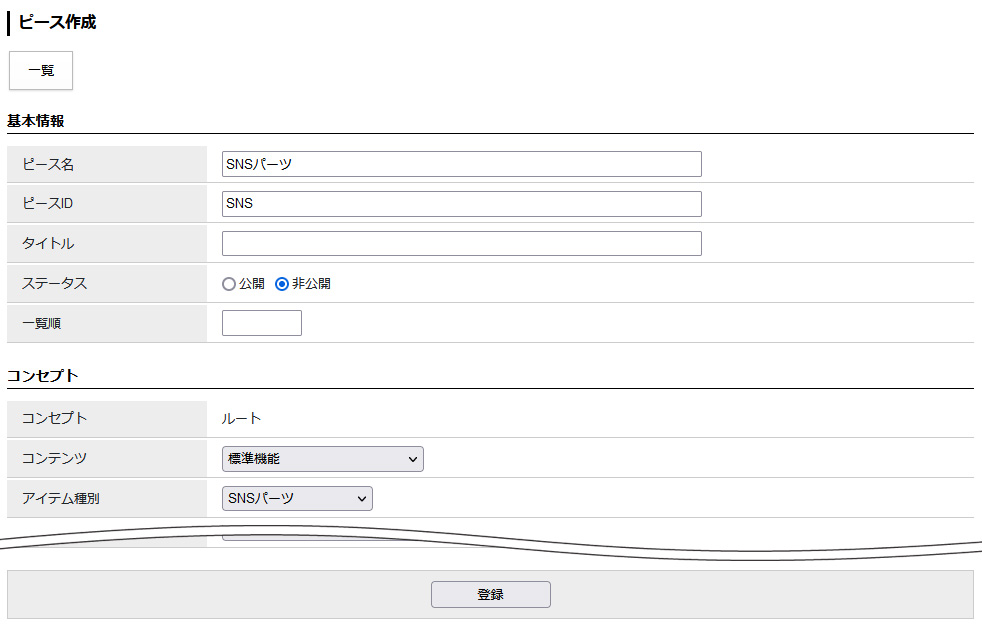 ピース作成
一覧
基本情報
ピース名 SNSパーツ
ピースID SNS
タイトル
ステータス 公開 非公開
一覧順
コンセプト
コンセプト ルート
コンテンツ 標準機能
アイテム種別 SNSパーツ
登録